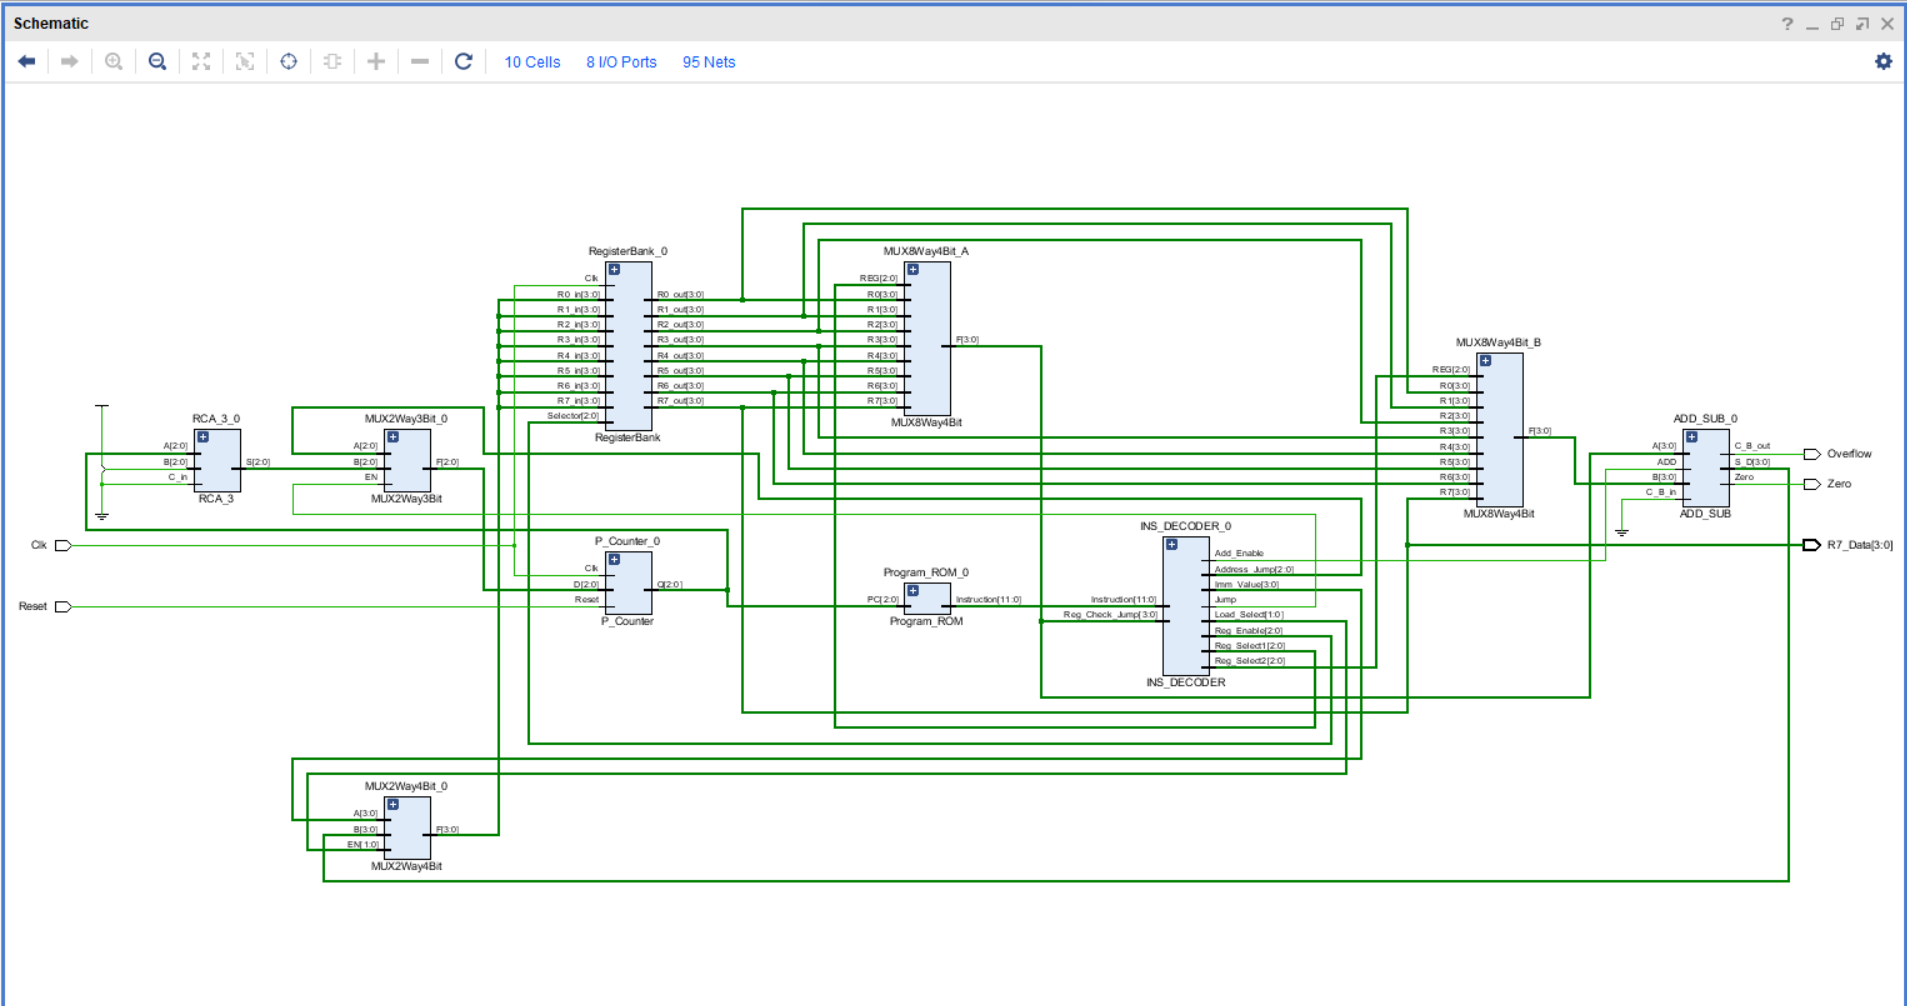 Schematic
10 Cells 8 I/O Ports 95 Nets
RegisterBank_0
Clk
R0_in[3:0] R0_out[3:0]
R1_in[3:0] R1_out[3:0]
R2_in[3:0] R2_out[3:0]
R3_in[3:0] R3_out[3:0]
R4_in[3:0] R4_out[3:0]
R5_in[3:0] R5_out[3:0]
R6_in[3:0] R6_out[3:0]
R7_in[3:0] R7_out[3:0]
Selector[2:0]
RegisterBank
MUX8Way4Bit_A
REG[2:0]
R0[3:0]
R1[3:0]
R2[3:0]
R3[3:0] F[3:0]
R4[3:0]
R5[3:0]
R6[3:0]
R7[3:0]
MUX8Way4Bit
MUX8Way4Bit_B
REG[2:0]
R0[3:0]
R1[3:0]
R2[3:0]
R3[3:0] F[3:0]
R4[3:0]
R5[3:0]
R6[3:0]
R7[3:0]
MUX8Way4Bit
RCA_3_0
A[2:0]
B[2:0] S[2:0]
C_in
RCA_3
MUX2Way3Bit_0
A[2:0]
B[2:0] F[2:0]
EN
MUX2Way3Bit
ADD_SUB_0
A[3:0] C_B_out
ADD S_D[3:0]
B[3:0] Zero
C_B_in
ADD_SUB
Overflow
Zero
R7_Data[3:0]
Clk
Reset
P_Counter_0
Clk
D[2:0] Q[2:0]
Reset
P_Counter
Program_ROM_0
PC[2:0] Instruction[11:0]
Program_ROM
INS_DECODER_0
Add_Enable
Address_Jump[2:0]
Imm_Value[3:0]
Instruction[11:0] Jump
Reg_Check_Jump[3:0] Load_Select[1:0]
Reg_Enable[2:0]
Reg_Select1[2:0]
Reg_Select2[2:0]
INS_DECODER
MUX2Way4Bit_0
A[3:0]
B[3:0] F[3:0]
EN[1:0]
MUX2Way4Bit